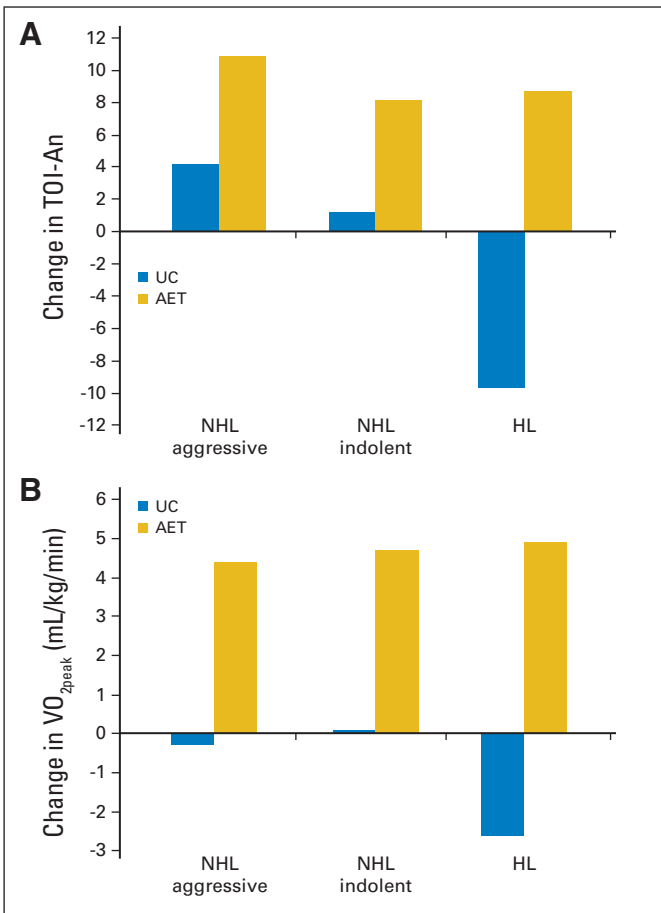 A
Change in TOI-An
12
10
8
6
4
2
0
-2
-4
-6
-8
-10
-12
UC
AET
NHL
aggressive
NHL
indolent
HL
B
Change in VO2peak (mL/kg/min)
6
5
4
3
2
1
0
-1
-2
-3
UC
AET
NHL
aggressive
NHL
indolent
HL